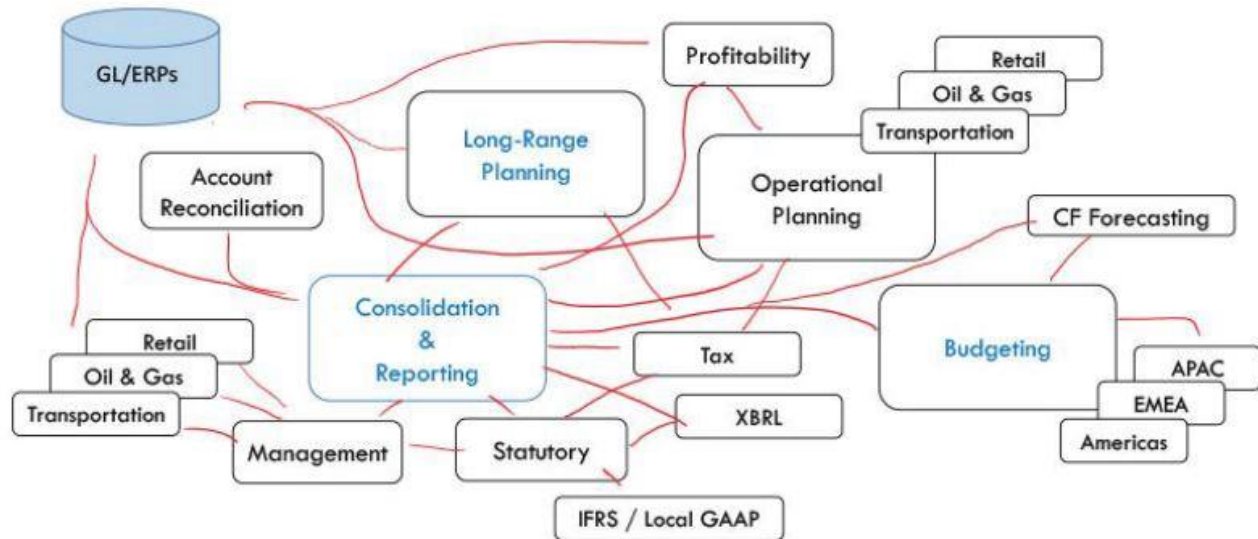 GL/ERPs
Profitability
Retail
Oil & Gas
Transportation
Long-Range
Planning
Account
Reconciliation
Operational
Planning
CF Forecasting
Consolidation
&
Reporting
Retail
Oil & Gas
Transportation
Tax
Budgeting
APAC
EMEA
Americas
XBRL
Management
Statutory
IFRS / Local GAAP